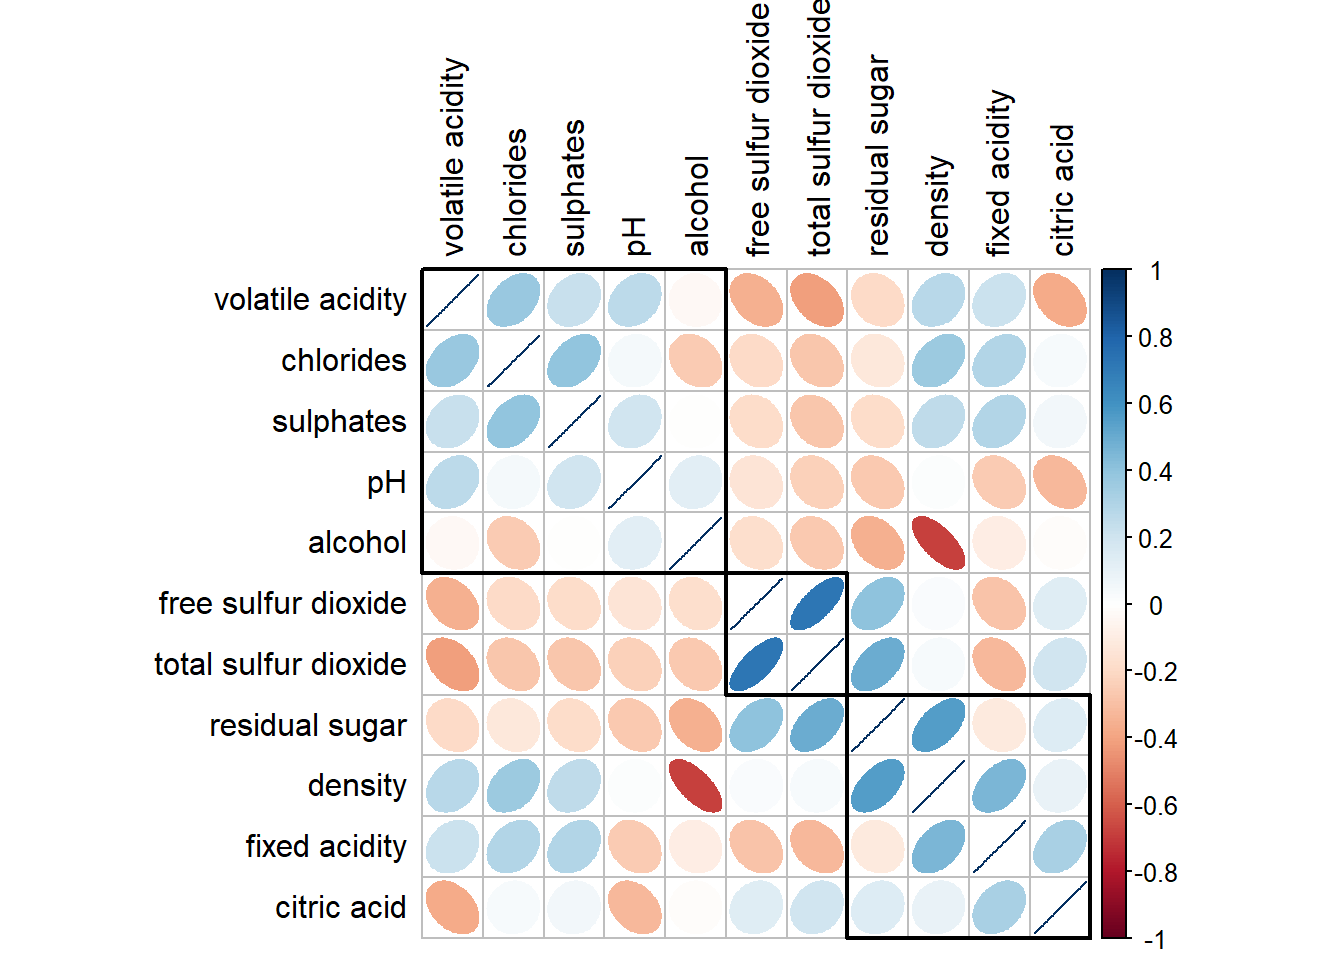 volatile acidity
chlorides
sulphates
pH
alcohol
free sulfur dioxide
total sulfur dioxide
residual sugar
density
fixed acidity
citric acid
volatile acidity
chlorides
sulphates
pH
alcohol
free sulfur dioxide
total sulfur dioxide
residual sugar
density
fixed acidity
citric acid
1
0.8
0.6
0.4
0.2
0
-0.2
-0.4
-0.6
-0.8
-1